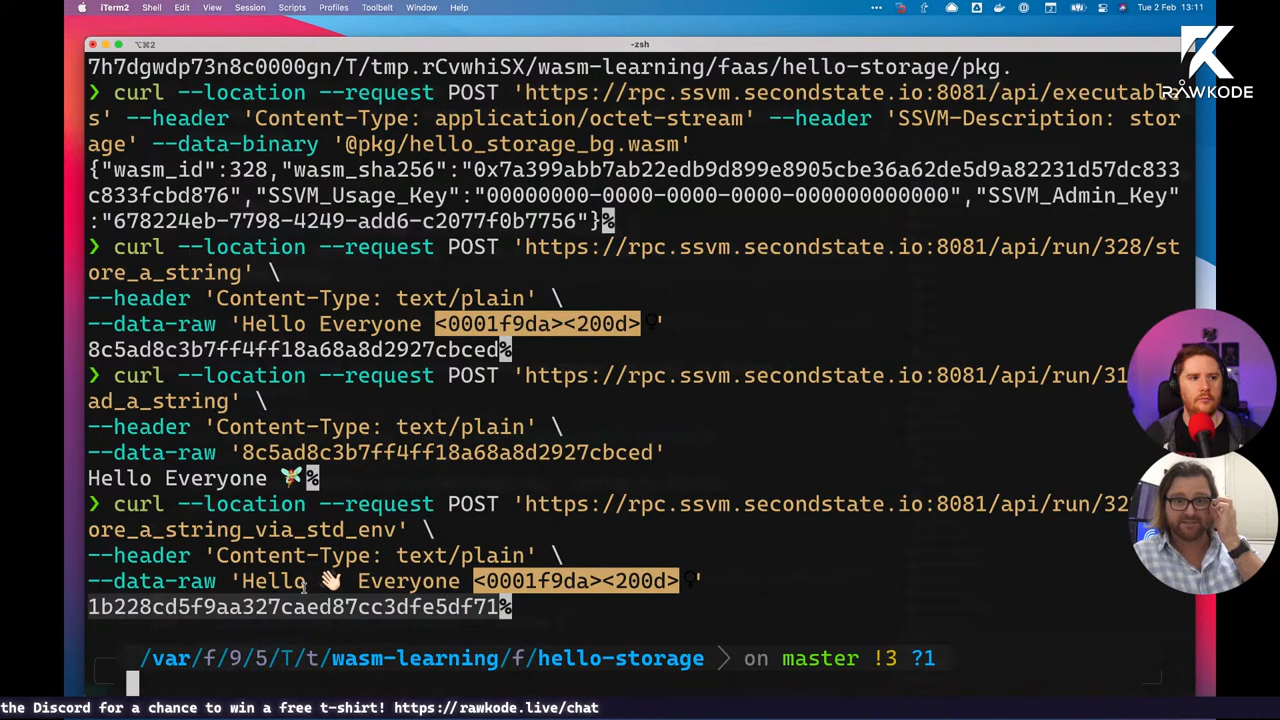 iTerm2 Shell Edit View Session Scripts Profiles Toolbelt Window Help Tue 2 Feb 13:11
⌥⌘2 -zsh
7h7dgwdp73n8c0000gn/T/tmp.rCvwhiSX/wasm-learning/faas/hello-storage/pkg.
❯ curl --location --request POST 'https://rpc.ssvm.secondstate.io:8081/api/executable
s' --header 'Content-Type: application/octet-stream' --header 'SSVM-Description: stor
age' --data-binary '@pkg/hello_storage_bg.wasm'
{"wasm_id":328,"wasm_sha256":"0x7a399abb7ab22edb9d899e8905cbe36a62de5d9a82231d57dc833
c833fcbd876","SSVM_Usage_Key":"00000000-0000-0000-0000-000000000000","SSVM_Admin_Key"
:"678224eb-7798-4249-add6-c2077f0b7756"}%
❯ curl --location --request POST 'https://rpc.ssvm.secondstate.io:8081/api/run/328/st
ore_a_string' \
--header 'Content-Type: text/plain' \
--data-raw 'Hello Everyone <0001f9da><200d>♀'
8c5ad8c3b7ff4ff18a68a8d2927cbced%
❯ curl --location --request POST 'https://rpc.ssvm.secondstate.io:8081/api/run/31
ad_a_string' \
--header 'Content-Type: text/plain' \
--data-raw '8c5ad8c3b7ff4ff18a68a8d2927cbced'
Hello Everyone 🧚%
❯ curl --location --request POST 'https://rpc.ssvm.secondstate.io:8081/api/run/32
ore_a_string_via_std_env' \
--header 'Content-Type: text/plain' \
--data-raw 'Hello 👋🏻 Everyone <0001f9da><200d>♀'
1b228cd5f9aa327caed87cc3dfe5df71%
/var/f/9/5/T/t/wasm-learning/f/hello-storage on master !3 ?1
RAWKODE
the Discord for a chance to win a free t-shirt! https://rawkode.live/chat